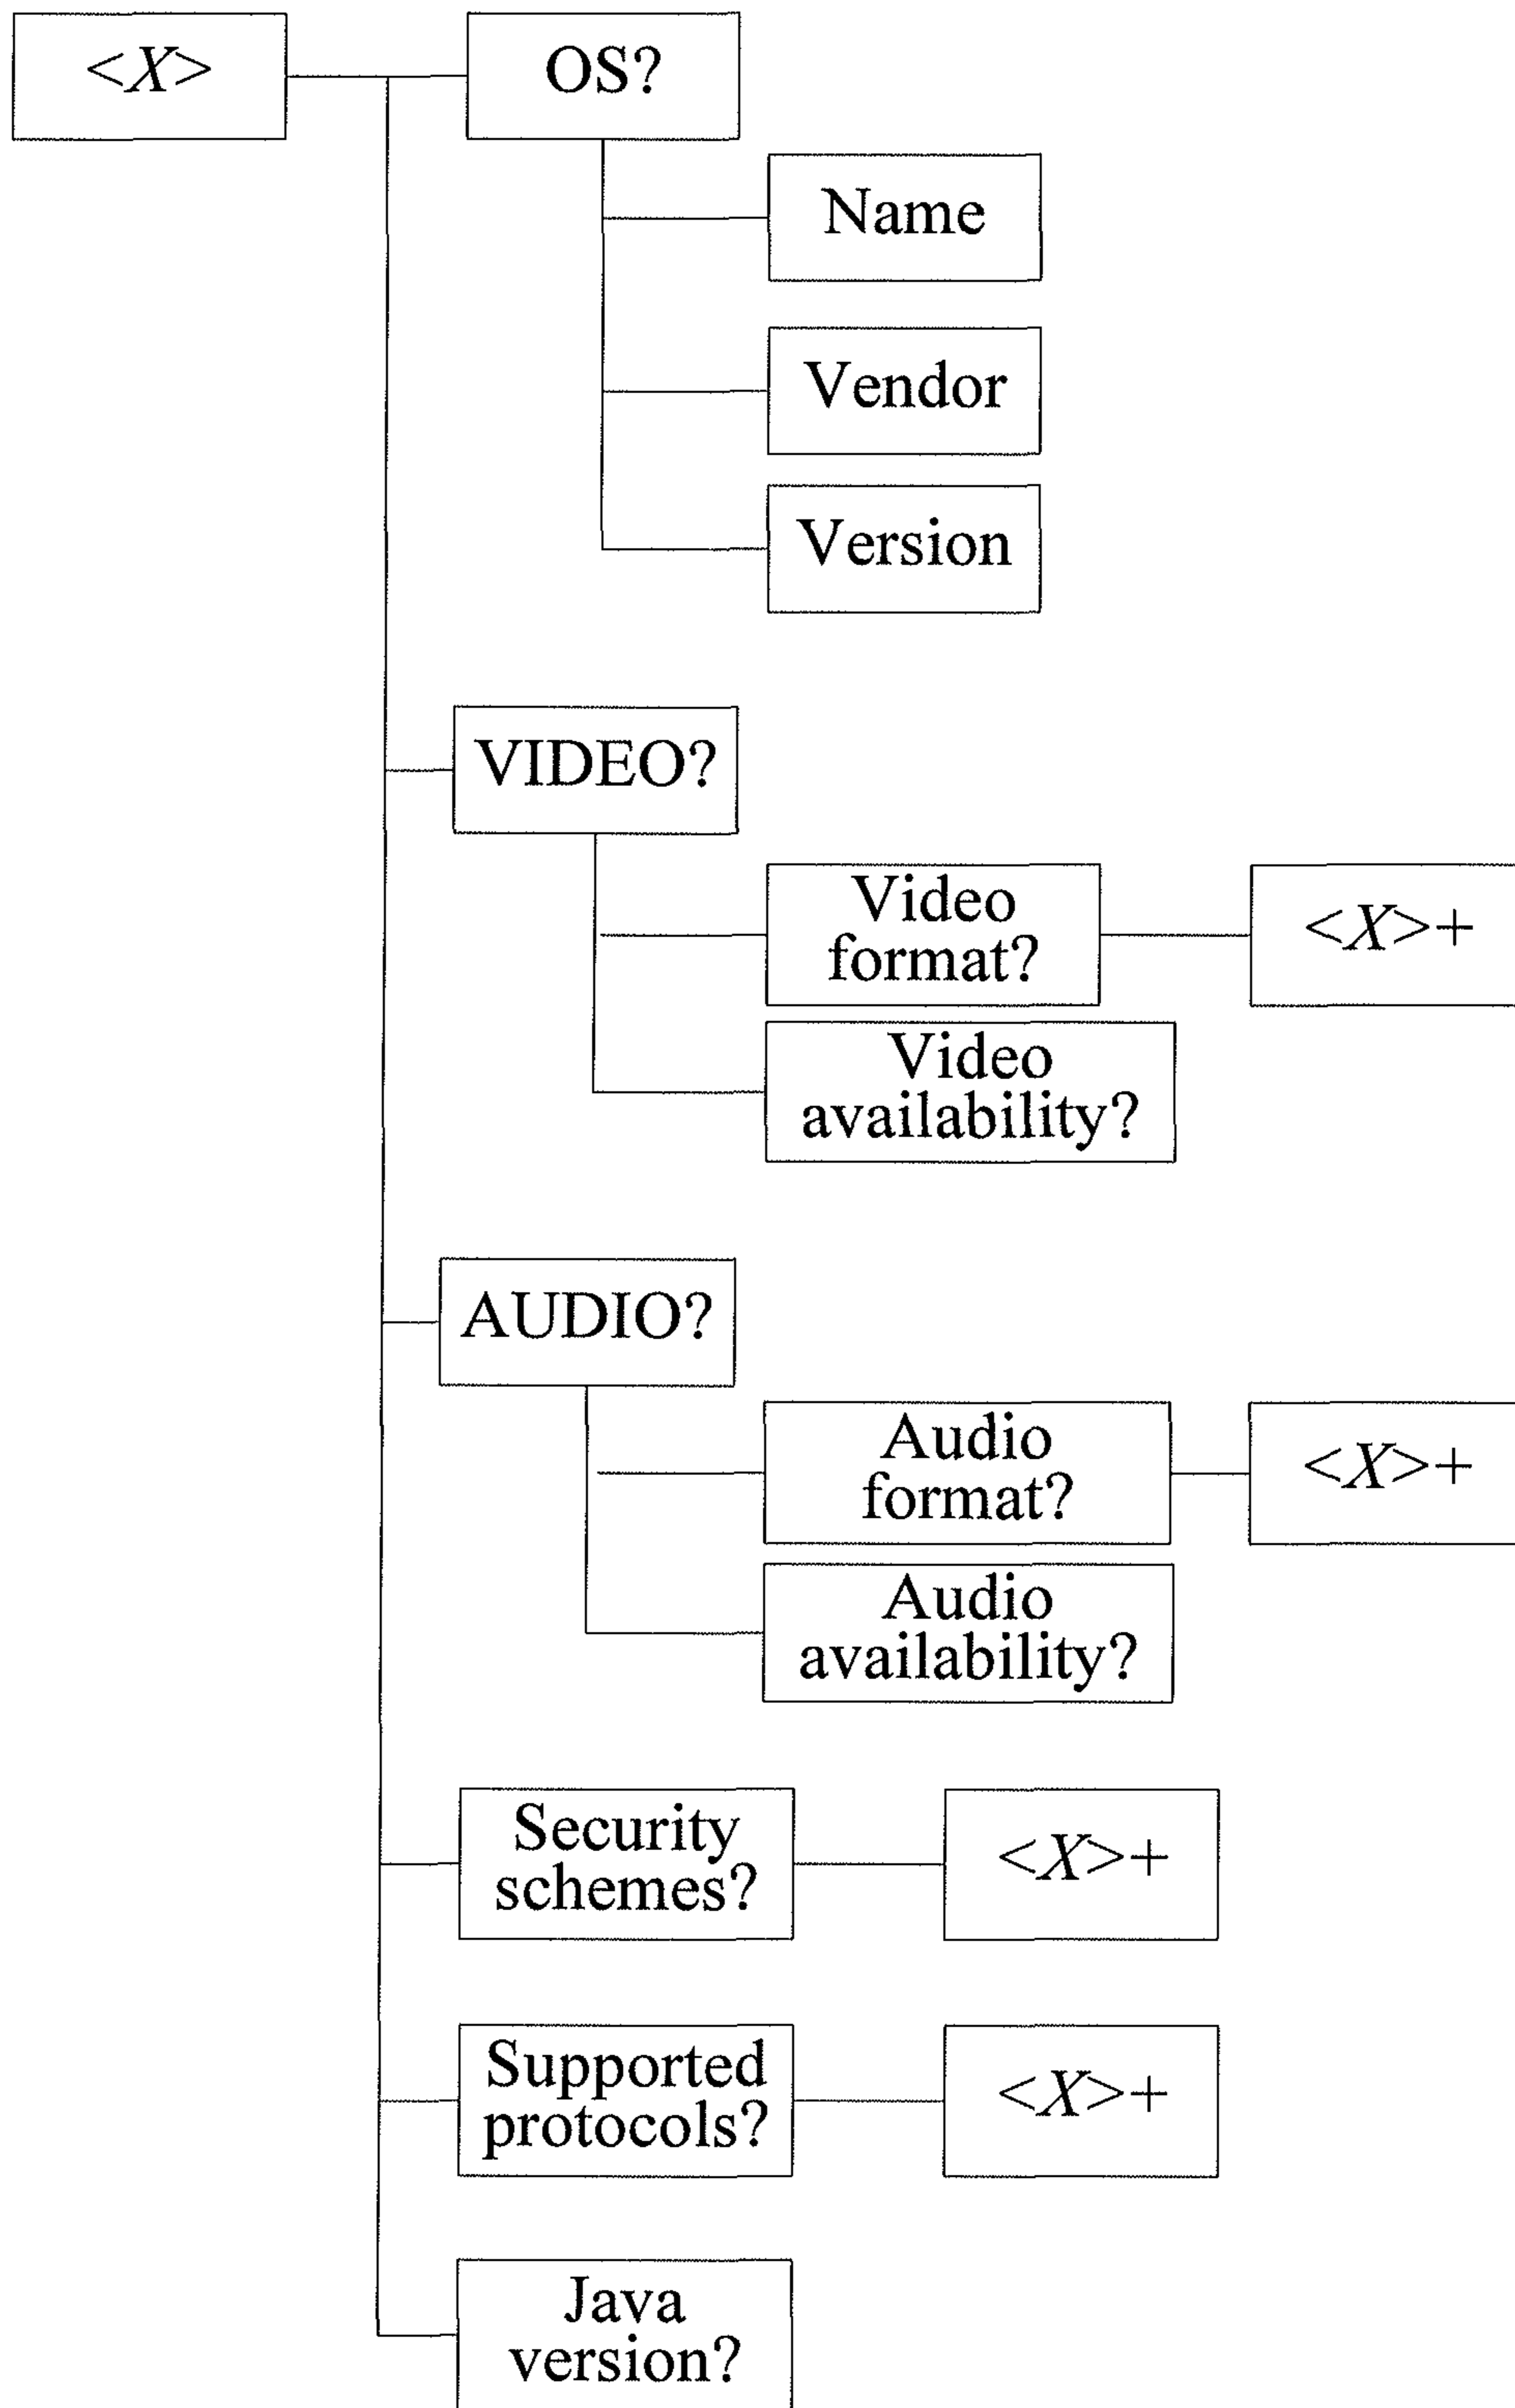 <X>
OS?
Name
Vendor
Version
VIDEO?
Video
format?
<X>+
Video
availability?
AUDIO?
Audio
format?
<X>+
Audio
availability?
Security
schemes?
<X>+
Supported
protocols?
<X>+
Java
version?